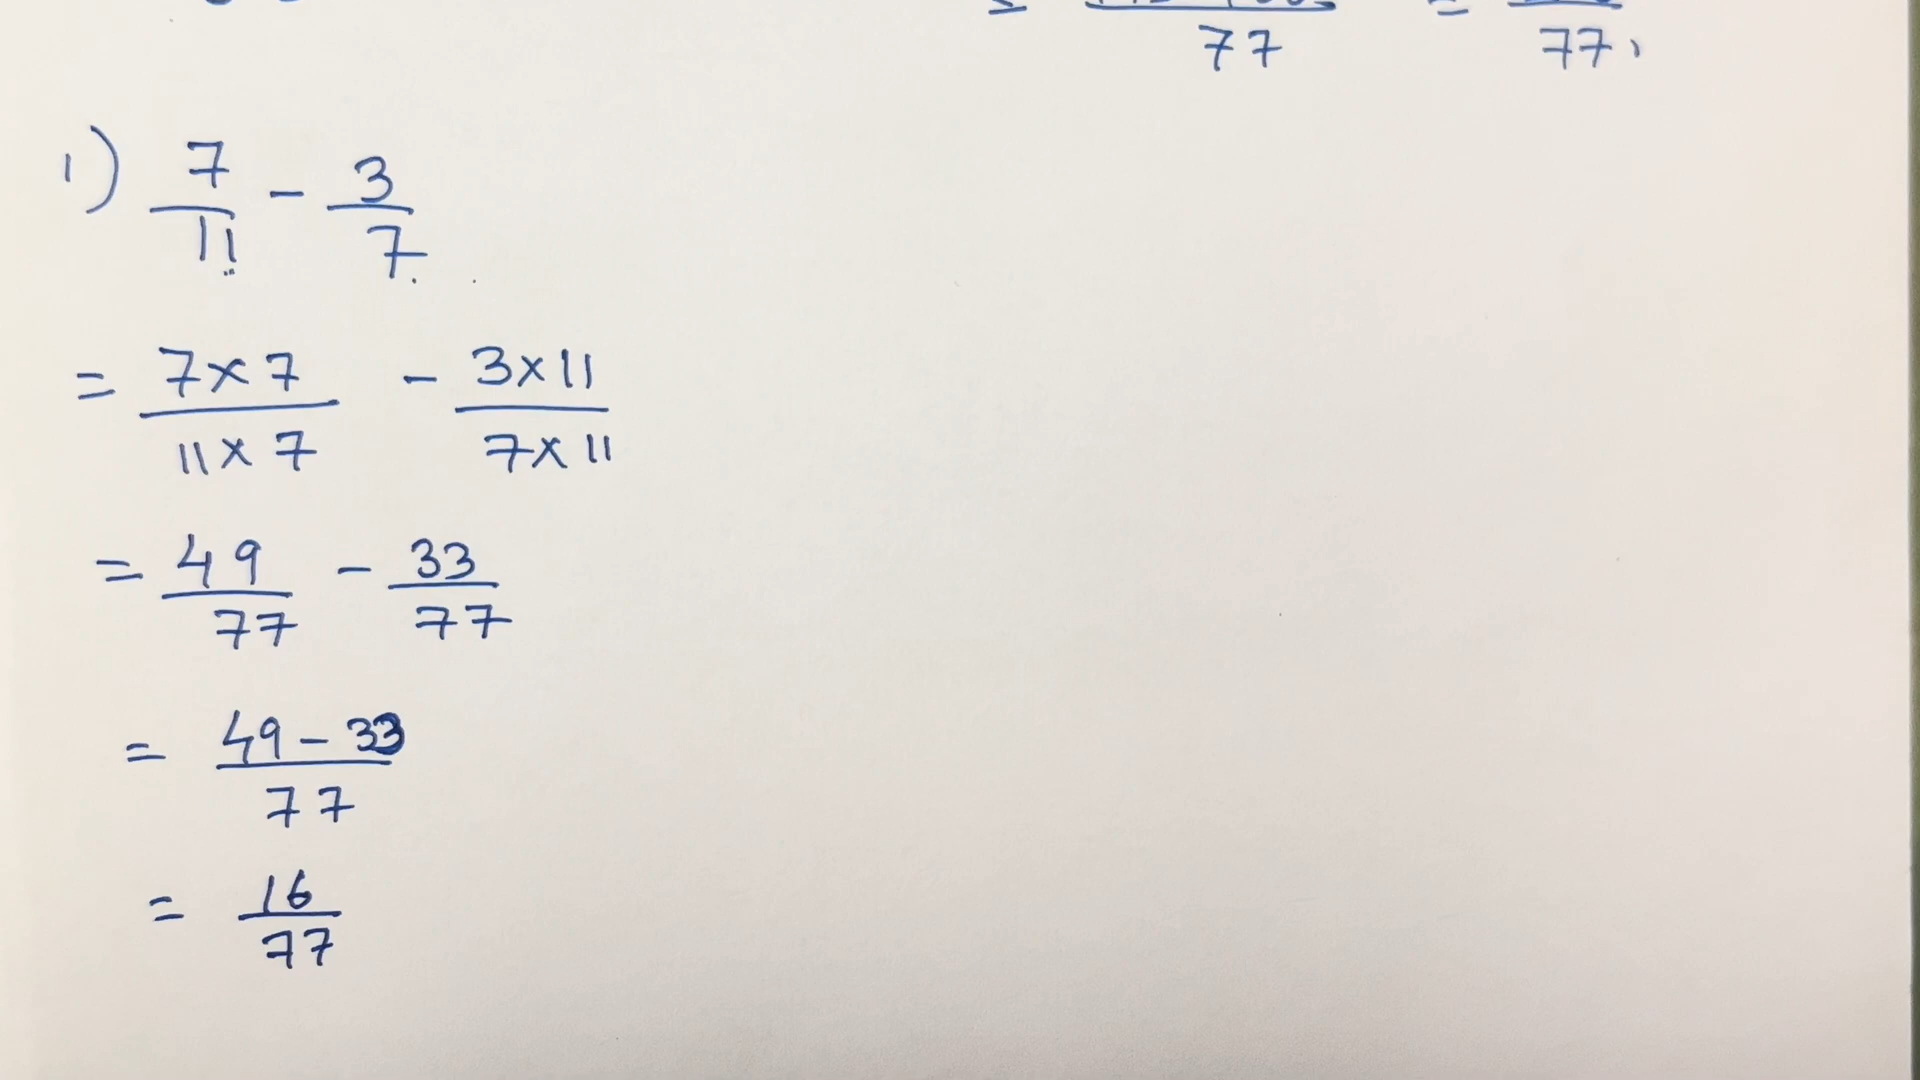 = 77 = 77,
1) 7/11 - 3/7
= 7×7/11×7 - 3×11/7×11
= 49/77 - 33/77
= 49-33/77
= 16/77